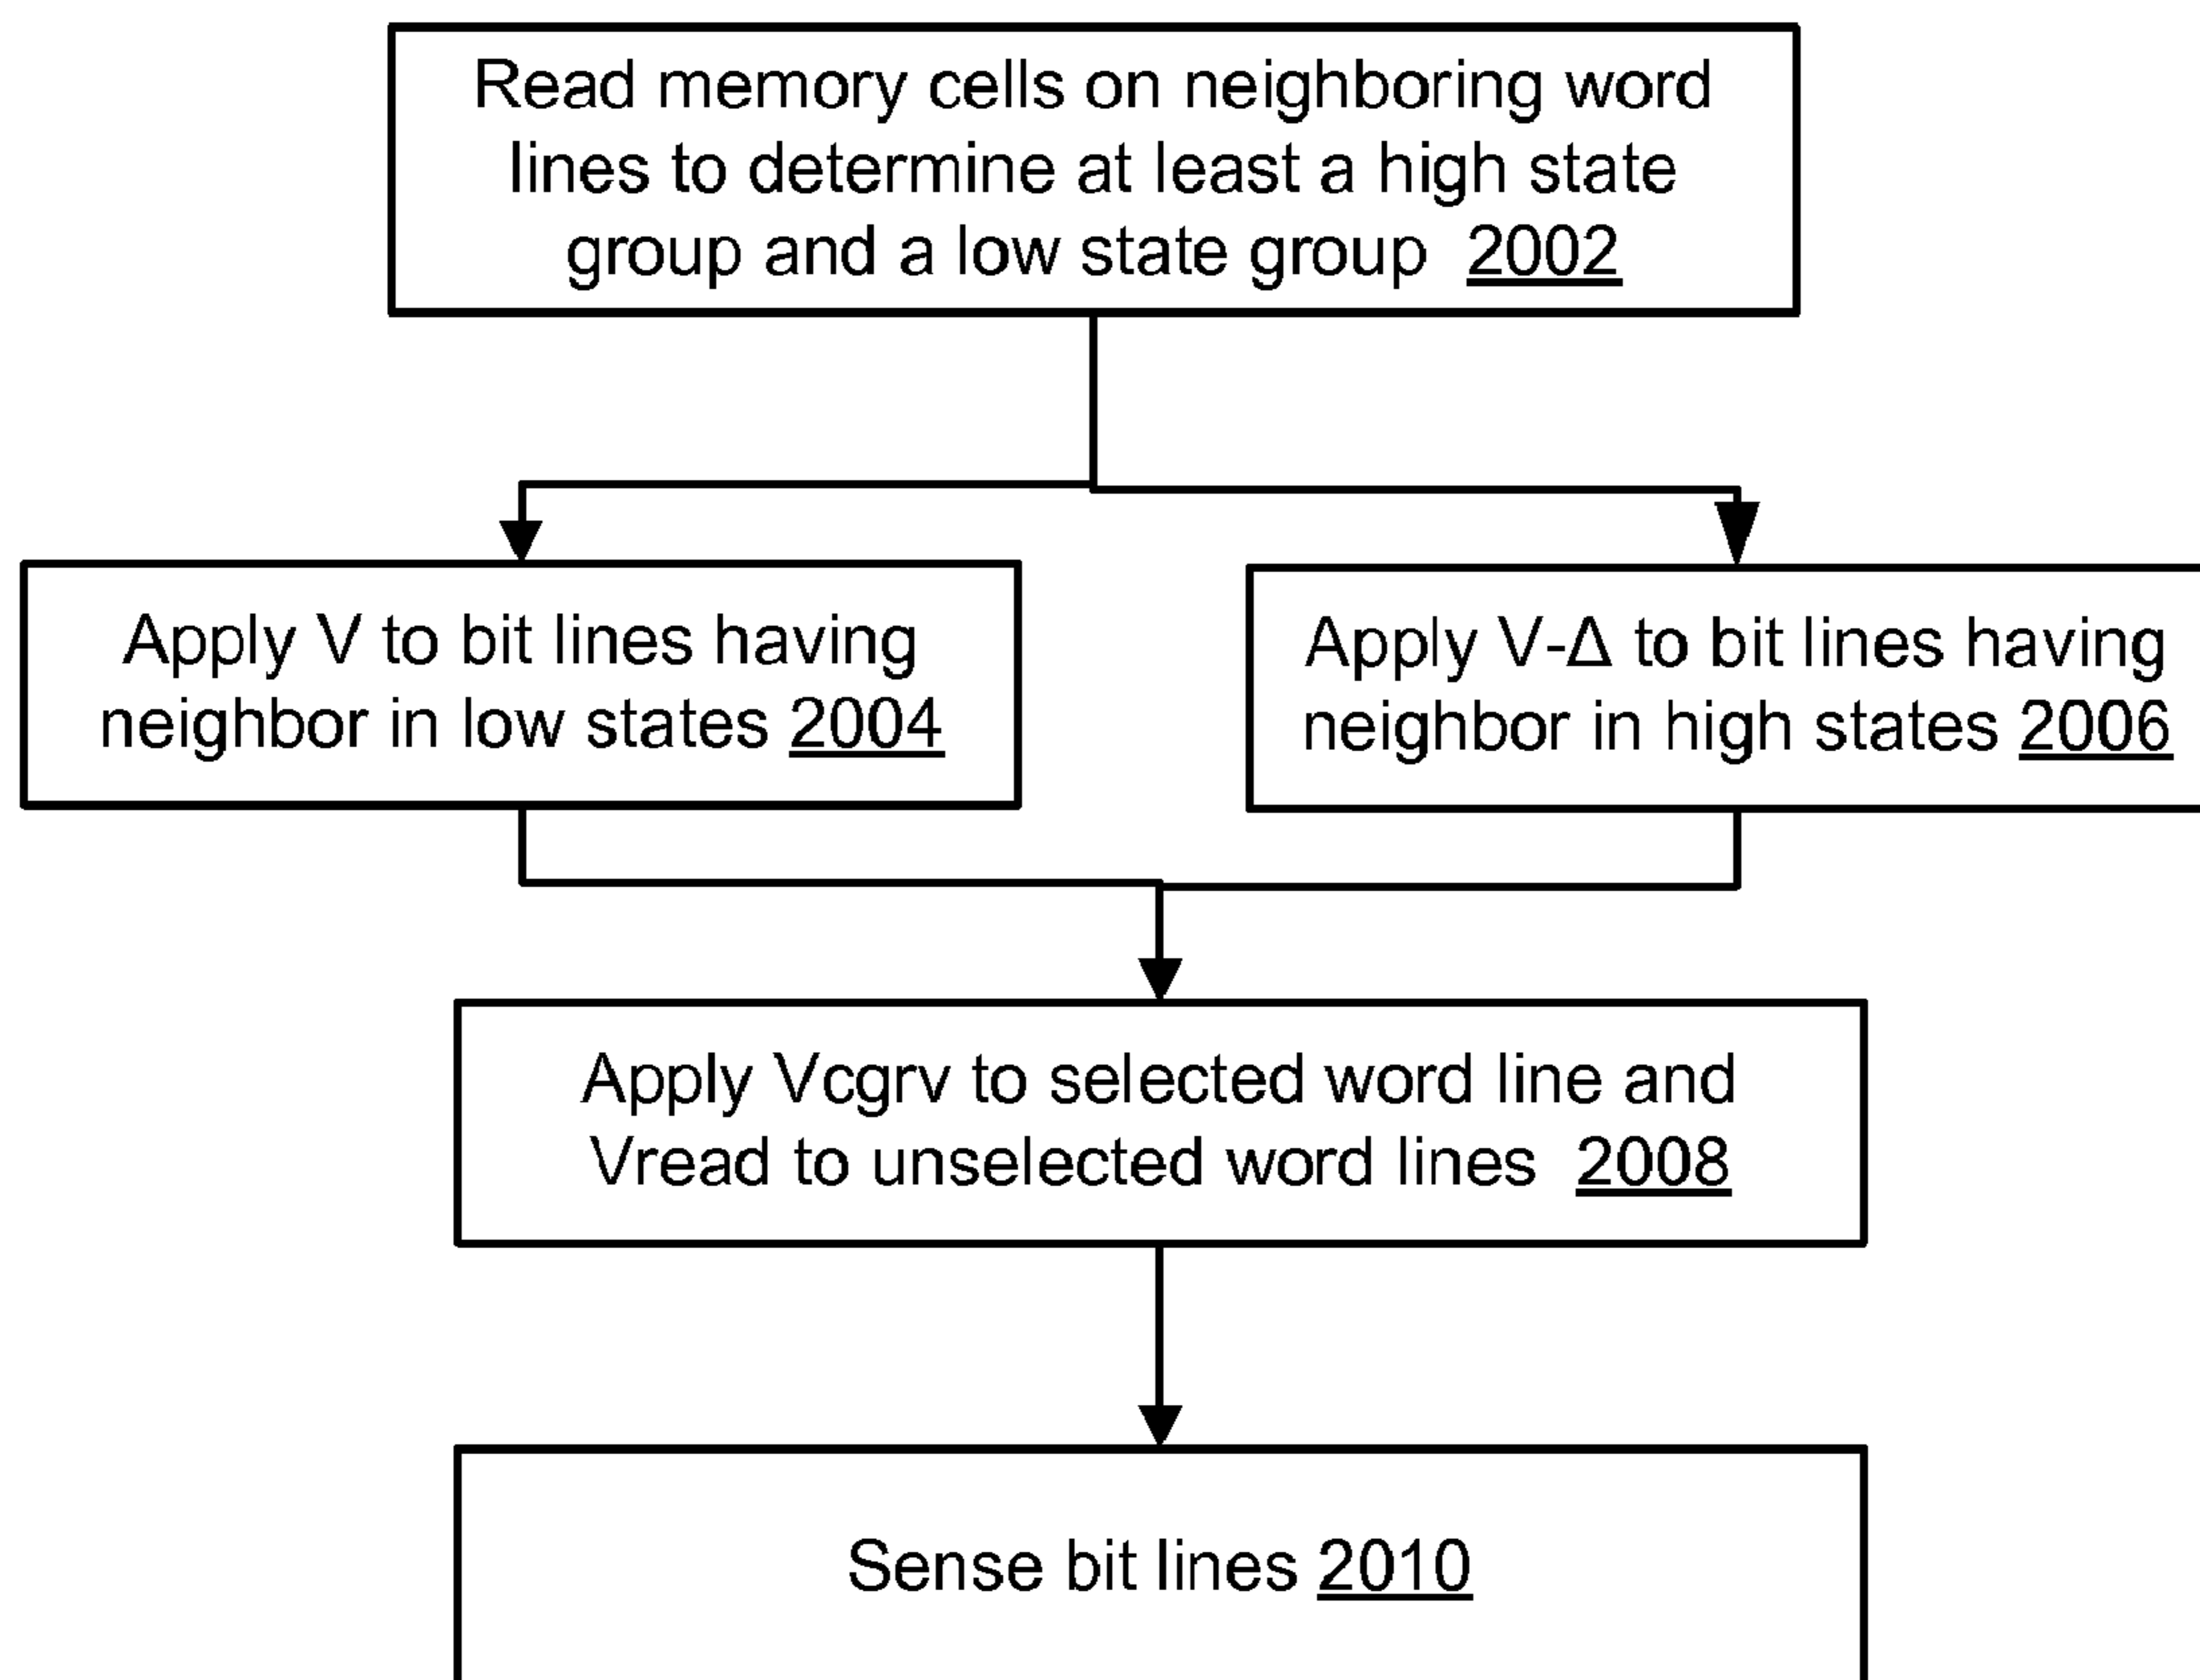 Read memory cells on neighboring word
lines to determine at least a high state
group and a low state group 2002
Apply V to bit lines having
neighbor in low states 2004
Apply V-Δ to bit lines having
neighbor in high states 2006
Apply Vcgrv to selected word line and
Vread to unselected word lines 2008
Sense bit lines 2010